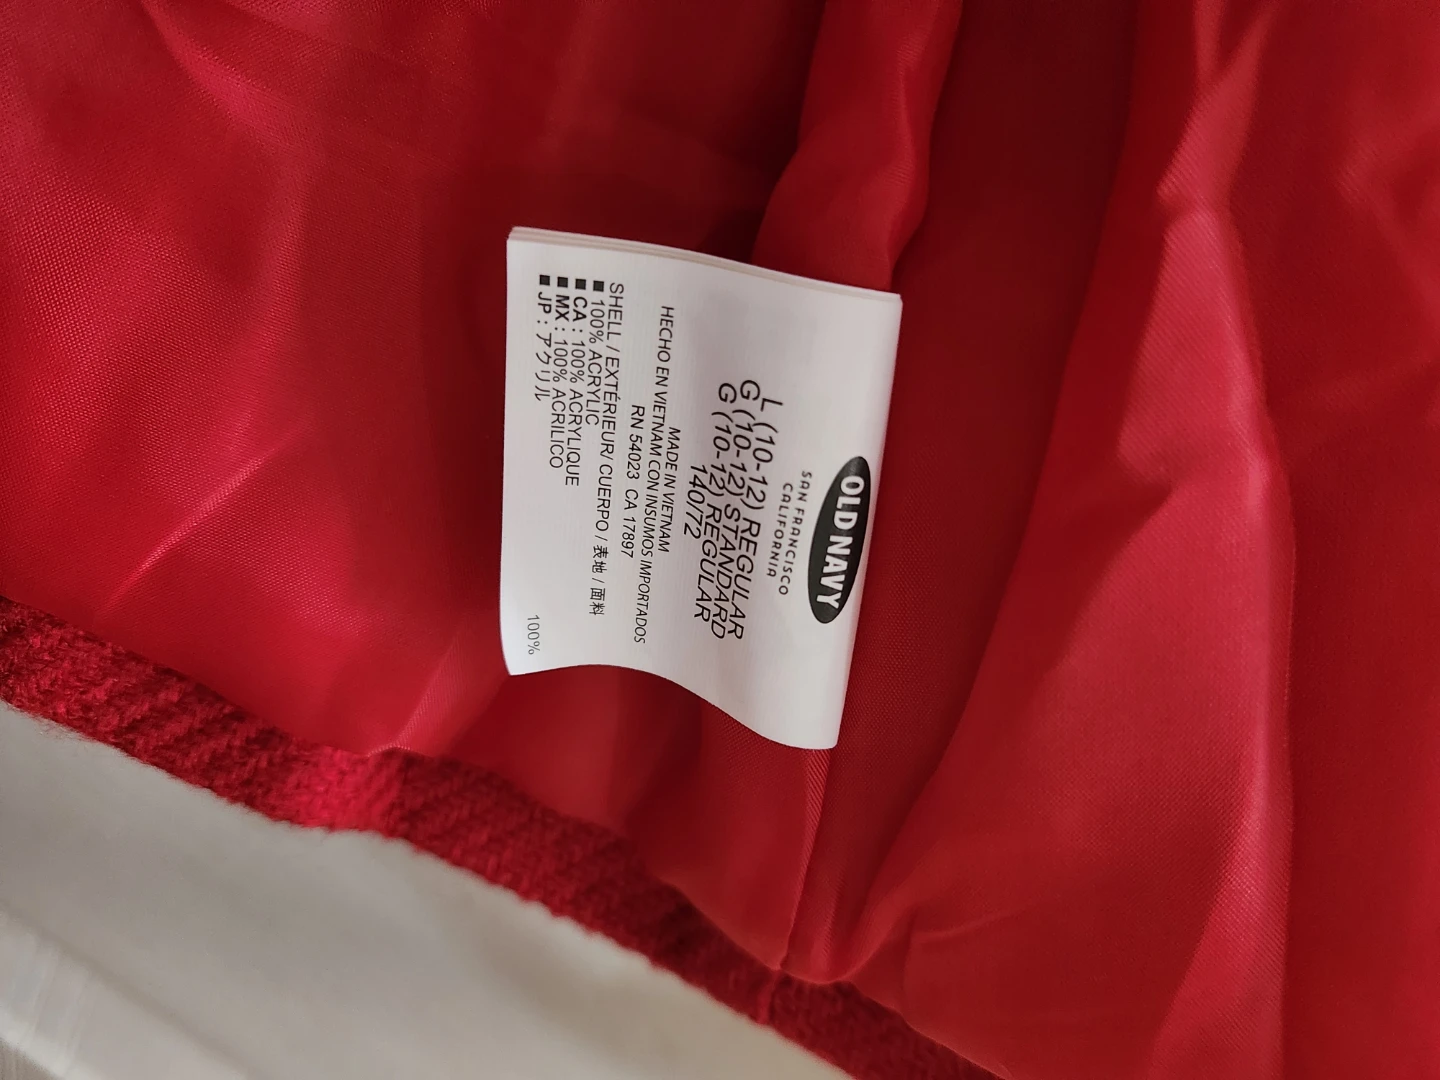 OLD NAVY
SAN FRANCISCO
CALIFORNIA
L (10-12) REGULAR
G (10-12) STANDARD
G (10-12) REGULAR
140/72
MADE IN VIETNAM
HECHO EN VIETNAM CON INSUMOS IMPORTADOS
RN 54023 CA 17897
SHELL / EXTÉRIEUR/ CUERPO / 表地 / 面料
■ 100% ACRYLIC
■ CA : 100% ACRYLIQUE
■ MX : 100% ACRILICO
■ JP : アクリル 100%